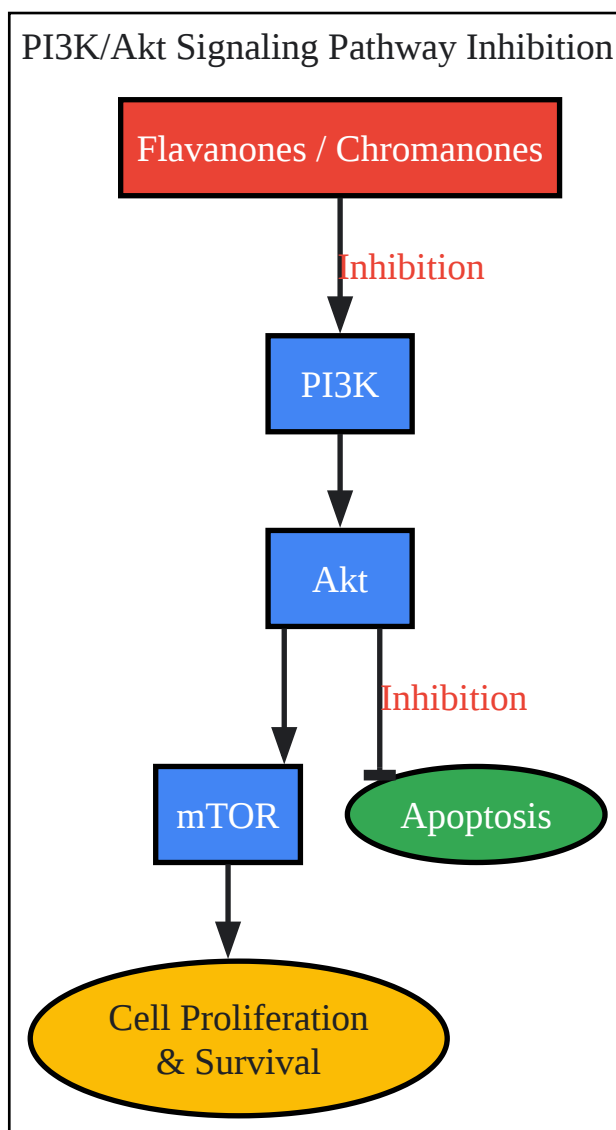 PI3K/Akt Signaling Pathway Inhibition
Flavanones / Chromanones
Inhibition
PI3K
Akt
Inhibition
mTOR
Apoptosis
Cell Proliferation
& Survival